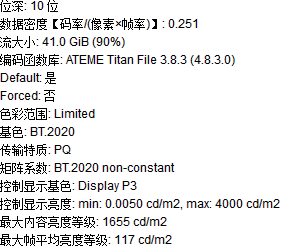 位深: 10 位
数据密度【码率/(像素×帧率)】: 0.251
流大小: 41.0 GiB (90%)
编码函数库: ATEME Titan File 3.8.3 (4.8.3.0)
Default: 是
Forced: 否
色彩范围: Limited
基色: BT.2020
传输特质: PQ
矩阵系数: BT.2020 non-constant
控制显示基色: Display P3
控制显示亮度: min: 0.0050 cd/m2, max: 4000 cd/m2
最大内容亮度等级: 1655 cd/m2
最大帧平均亮度等级: 117 cd/m2